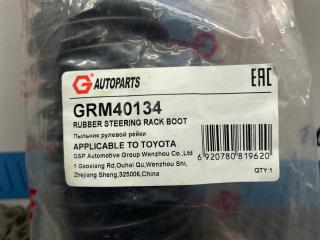 G AUTOPARTS
EAC
GRM40134
RUBBER STEERING RACK BOOT
Пыльник рулевой рейки
APPLICABLE TO TOYOTA
GSP Automotive Group Wenzhou Co.,Ltd
1 Gaoxiang Rd,Ouhai Qu,Wenzhou Shi,
Zhejiang Sheng,325006,China
6 920780 819620
QTY:1